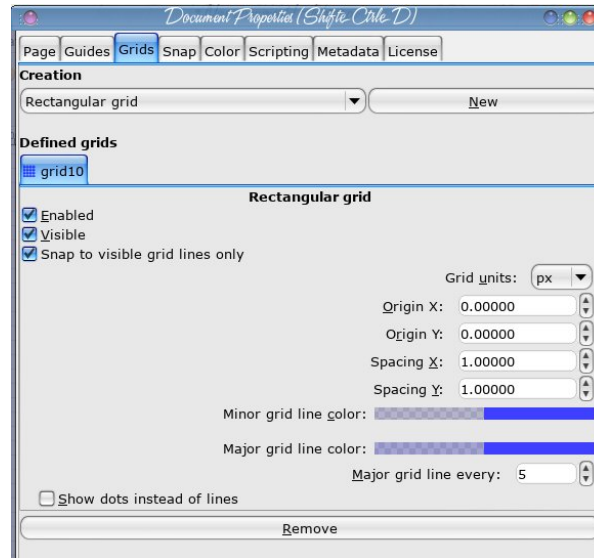 Document Properties (Shift+Ctrl+D)
Page Guides Grids Snap Color Scripting Metadata License
Creation
Rectangular grid New
Defined grids
grid10
Rectangular grid
Enabled
Visible
Snap to visible grid lines only
Grid units: px
Origin X: 0.00000
Origin Y: 0.00000
Spacing X: 1.00000
Spacing Y: 1.00000
Minor grid line color:
Major grid line color:
Major grid line every: 5
Show dots instead of lines
Remove